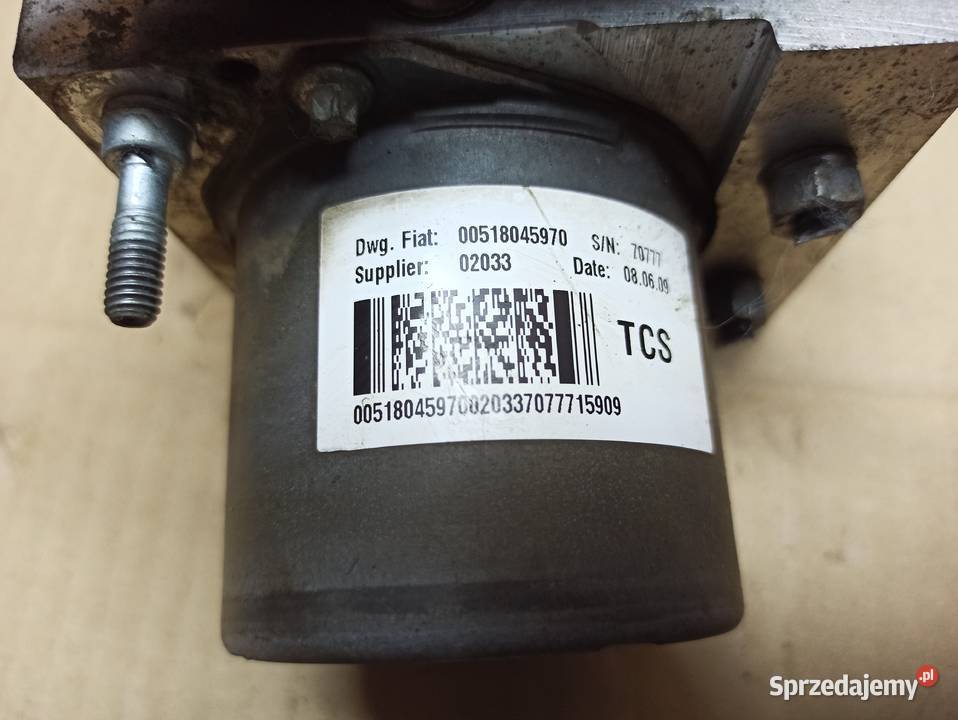 Dwg. Fiat: 00518045970 S/N: 70777
Supplier: 02033 Date: 08.06.09
TCS
00518045970020337077715909
Sprzedajemy.pl